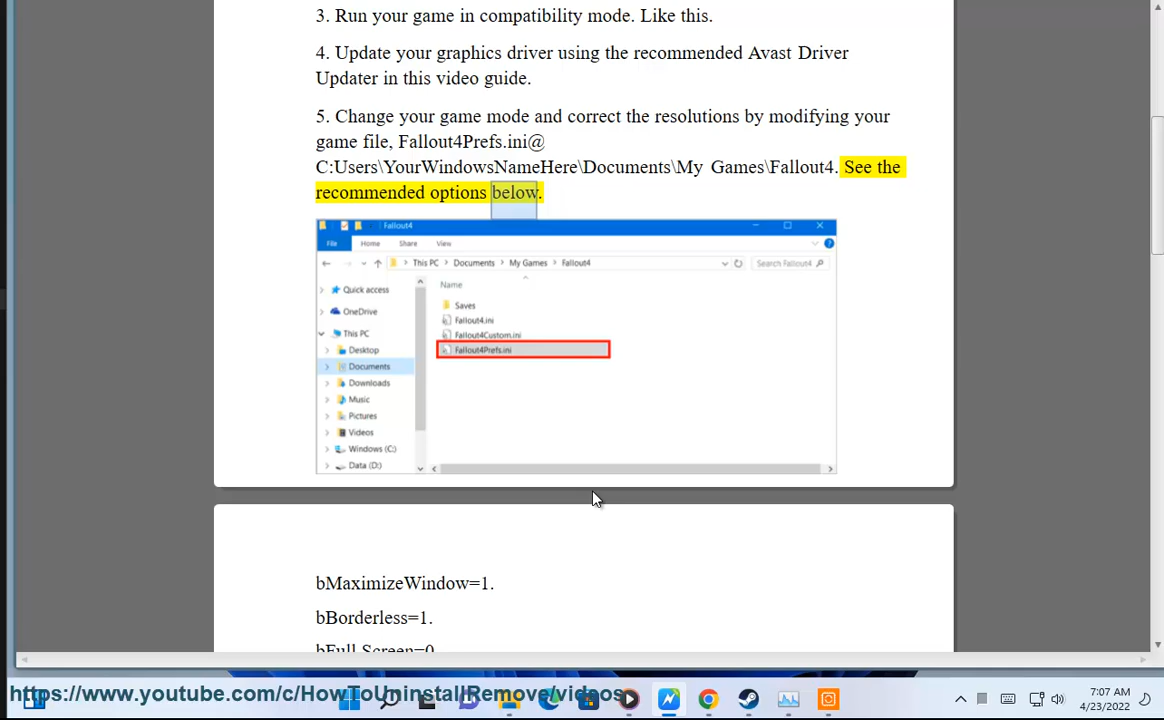 3. Run your game in compatibility mode. Like this.
4. Update your graphics driver using the recommended Avast Driver
Updater in this video guide.
5. Change your game mode and correct the resolutions by modifying your
game file, Fallout4Prefs.ini@
C:Users\YourWindowsNameHere\Documents\My Games\Fallout4. See the
recommended options below.
Fallout4
File Home Share View
This PC > Documents > My Games > Fallout4
Search Fallout4
Name
Quick access
Saves
OneDrive
Fallout4.ini
This PC
Fallout4Custom.ini
Desktop
Fallout4Prefs.ini
Documents
Downloads
Music
Pictures
Videos
Windows (C:)
Data (D:)
bMaximizeWindow=1.
bBorderless=1.
bFull Screen=0
https://www.youtube.com/c/HowToUninstallRemove/videos
7:07 AM
4/23/2022